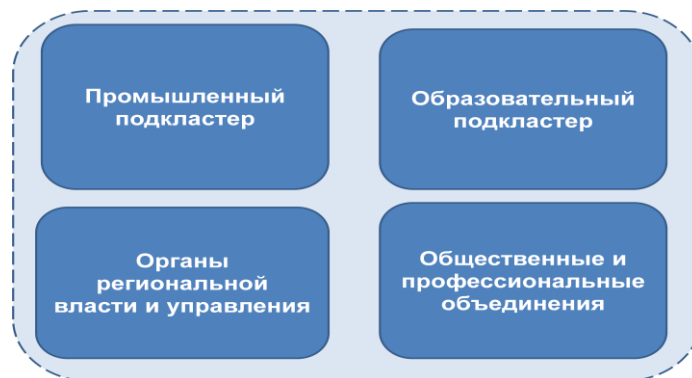 Промышленный
подкластер
Образовательный
подкластер
Органы
региональной
власти и управления
Общественные и
профессиональные
объединения